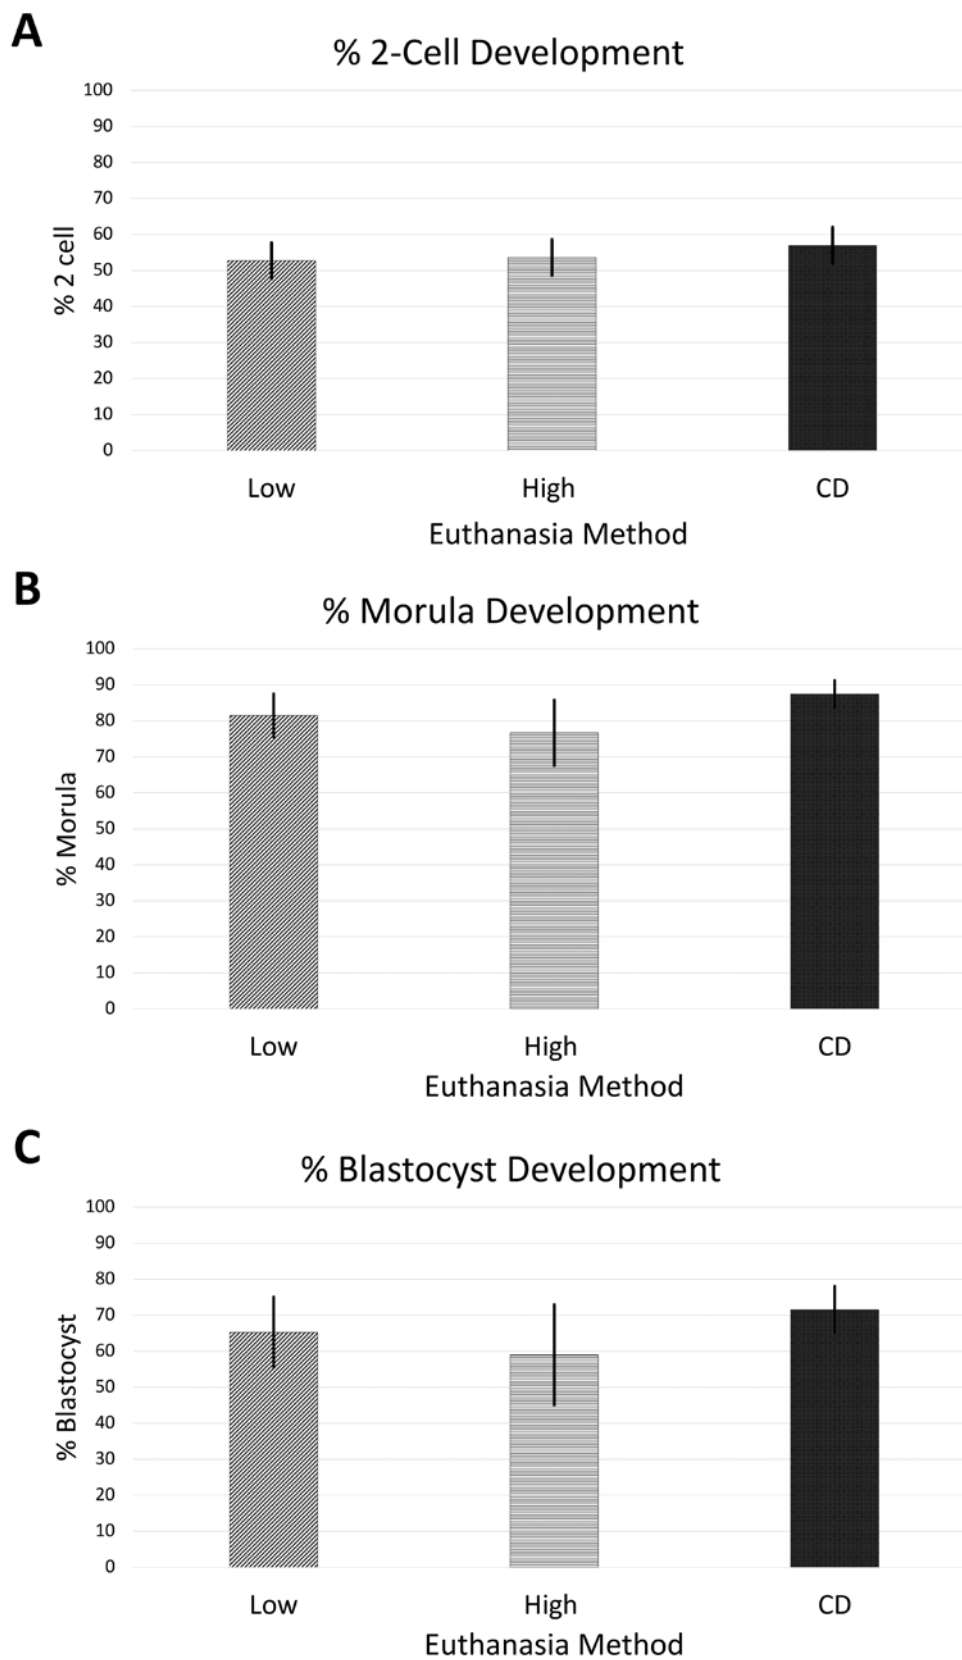 A
% 2-Cell Development
100
90
80
70
60
50
40
30
20
10
0
% 2 cell
Low High CD
Euthanasia Method
B
% Morula Development
100
90
80
70
60
50
40
30
20
10
0
% Morula
Low High CD
Euthanasia Method
C
% Blastocyst Development
100
90
80
70
60
50
40
30
20
10
0
% Blastocyst
Low High CD
Euthanasia Method